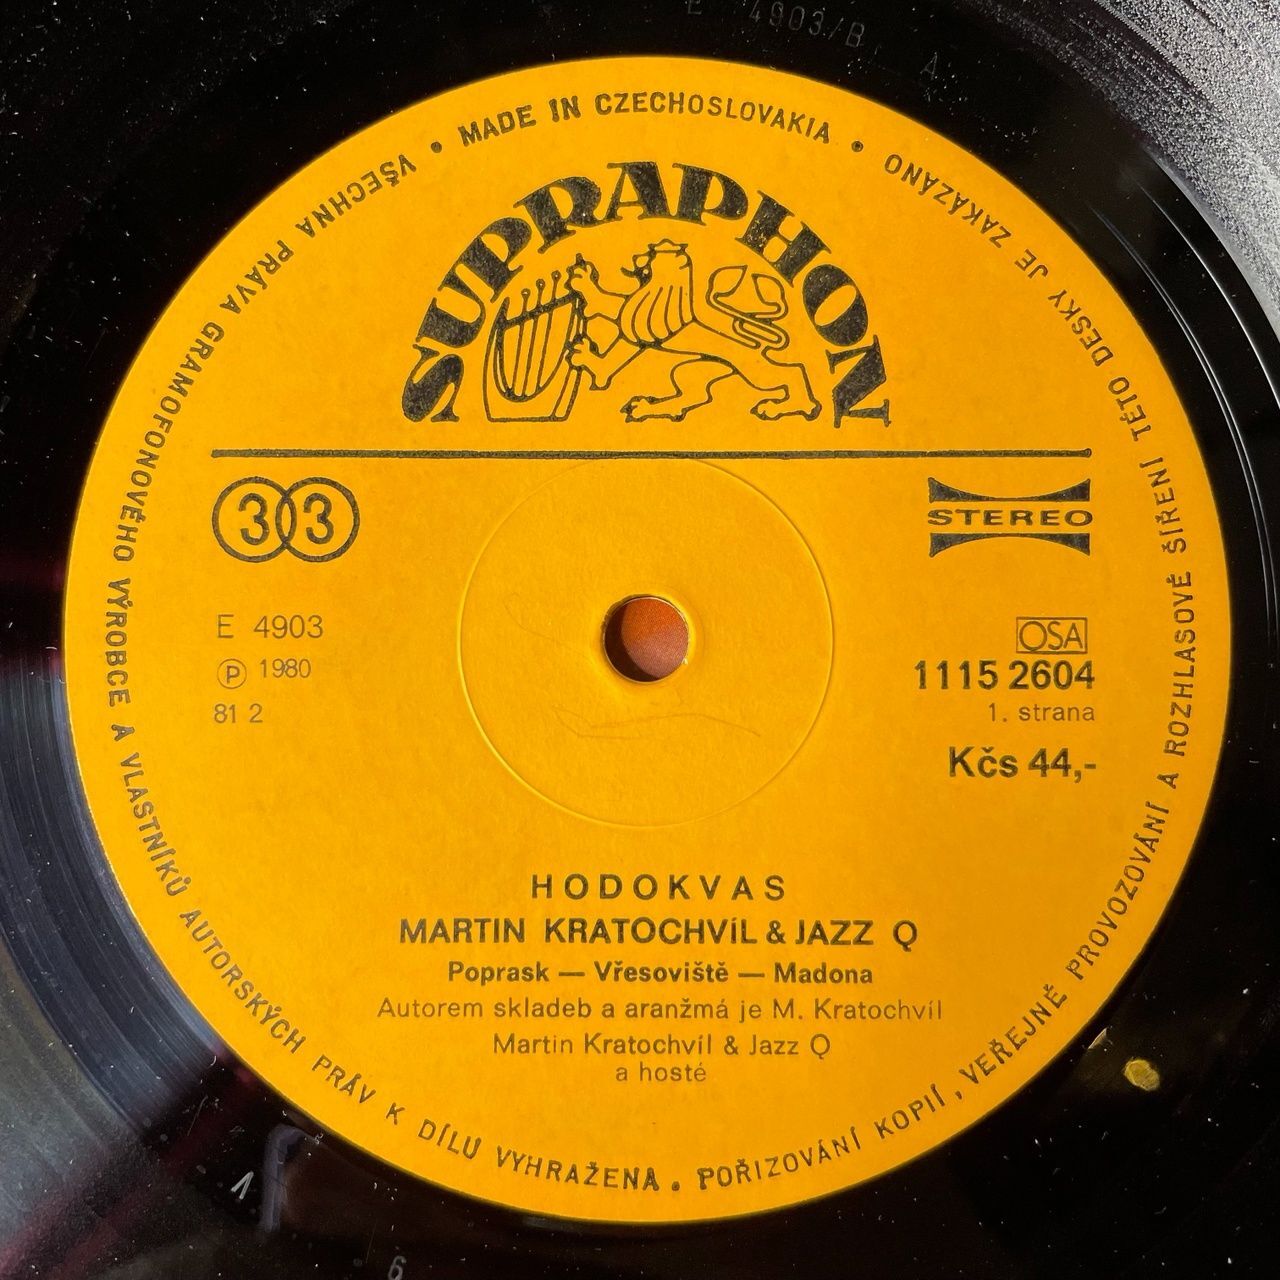 E 4903/B A
MADE IN CZECHOSLOVAKIA
VŠECHNA PRÁVA GRAMOFONOVÉHO VÝROBCE A VLASTNÍKŮ AUTORSKÝCH PRÁV K DÍLU VYHRAŽENA . POŘIZOVÁNÍ KOPIÍ , VEŘEJNĚ PROVOZOVÁNÍ A ROZHLASOVÉ ŠÍŘENÍ TÉTO DESKY JE ZAKÁZÁNO
SUPRAPHON
33
STEREO
E 4903
Ⓟ 1980
81 2
OSA
1115 2604
1. strana
Kčs 44,-
HODOKVAS
MARTIN KRATOCHVÍL & JAZZ Q
Poprask — Vřesoviště — Madona
Autorem skladeb a aranžmá je M. Kratochvíl
Martin Kratochvíl & Jazz Q
a hosté
6